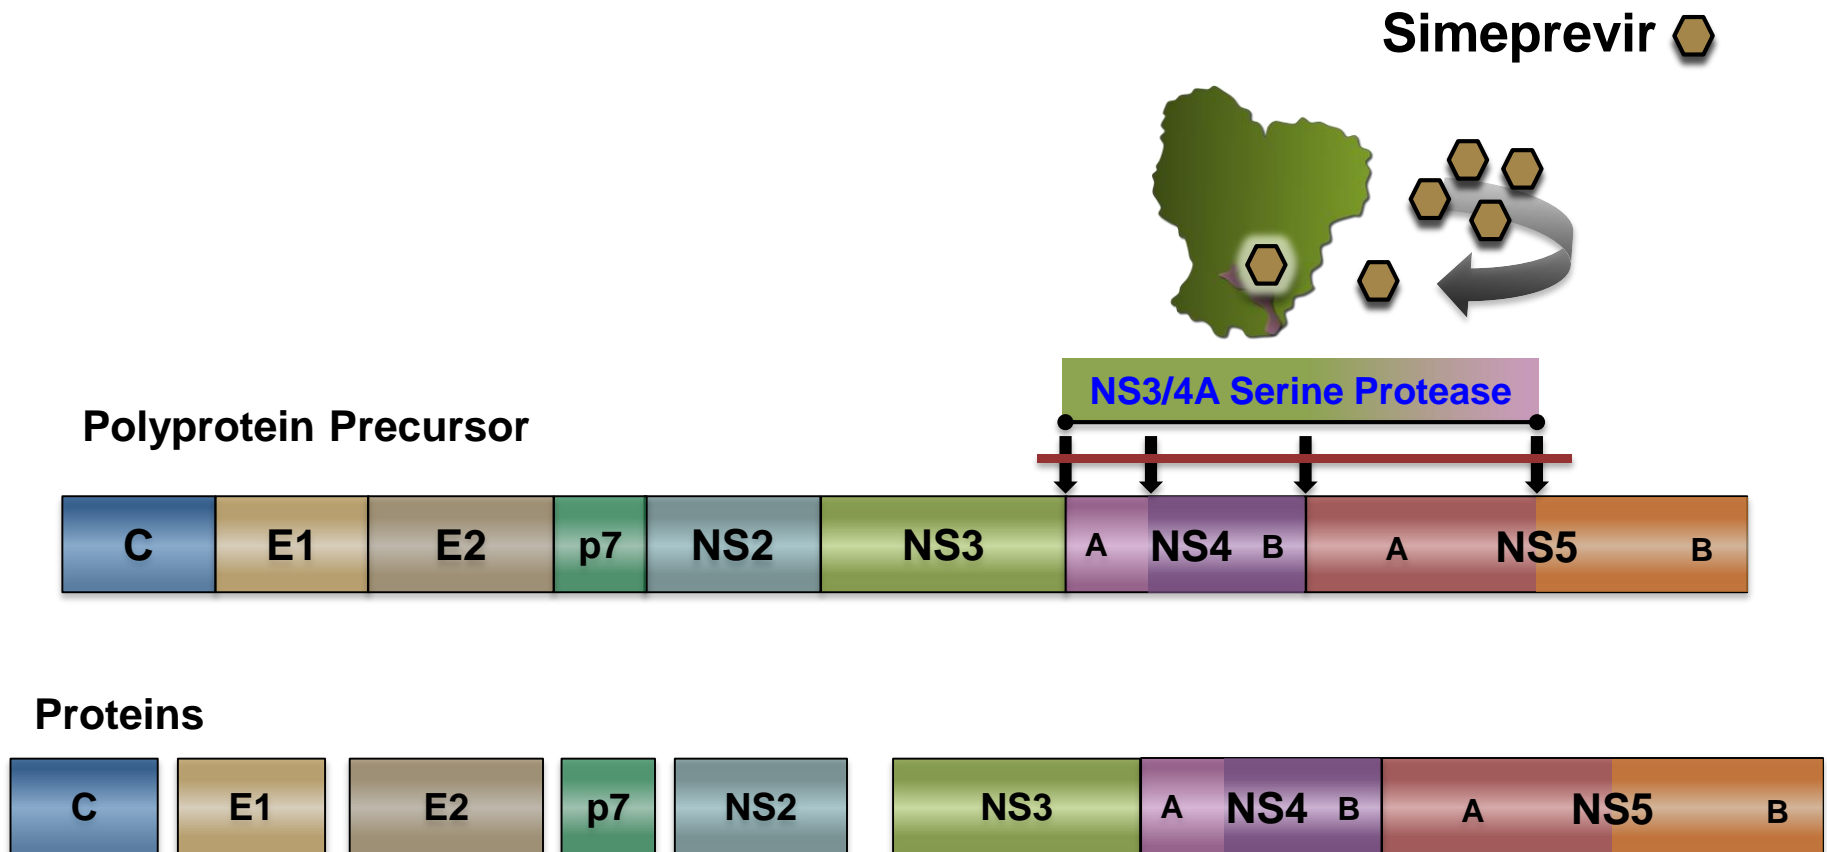 Simeprevir
NS3/4A Serine Protease
Polyprotein Precursor
C E1 E2 p7 NS2 NS3 A NS4 B A NS5 B
Proteins
C E1 E2 p7 NS2 NS3 A NS4 B A NS5 B